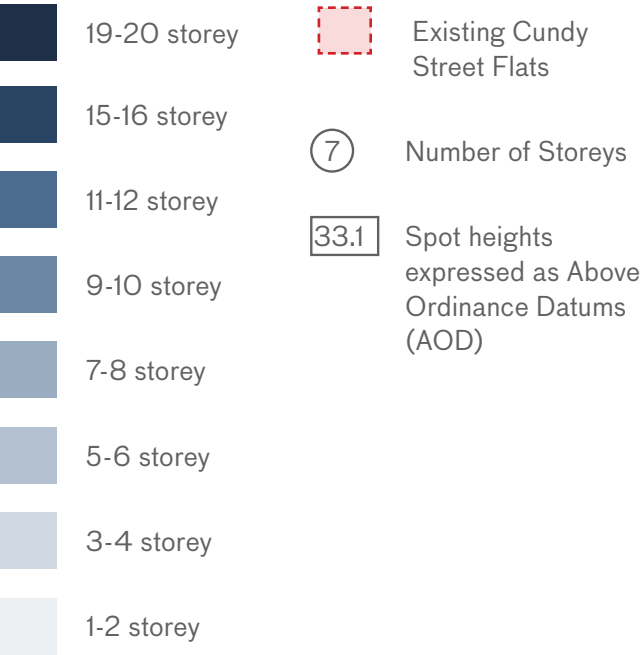 19-20 storey
15-16 storey
11-12 storey
9-10 storey
7-8 storey
5-6 storey
3-4 storey
1-2 storey
Existing Cundy
Street Flats
7 Number of Storeys
33.1 Spot heights
expressed as Above
Ordinance Datums
(AOD)